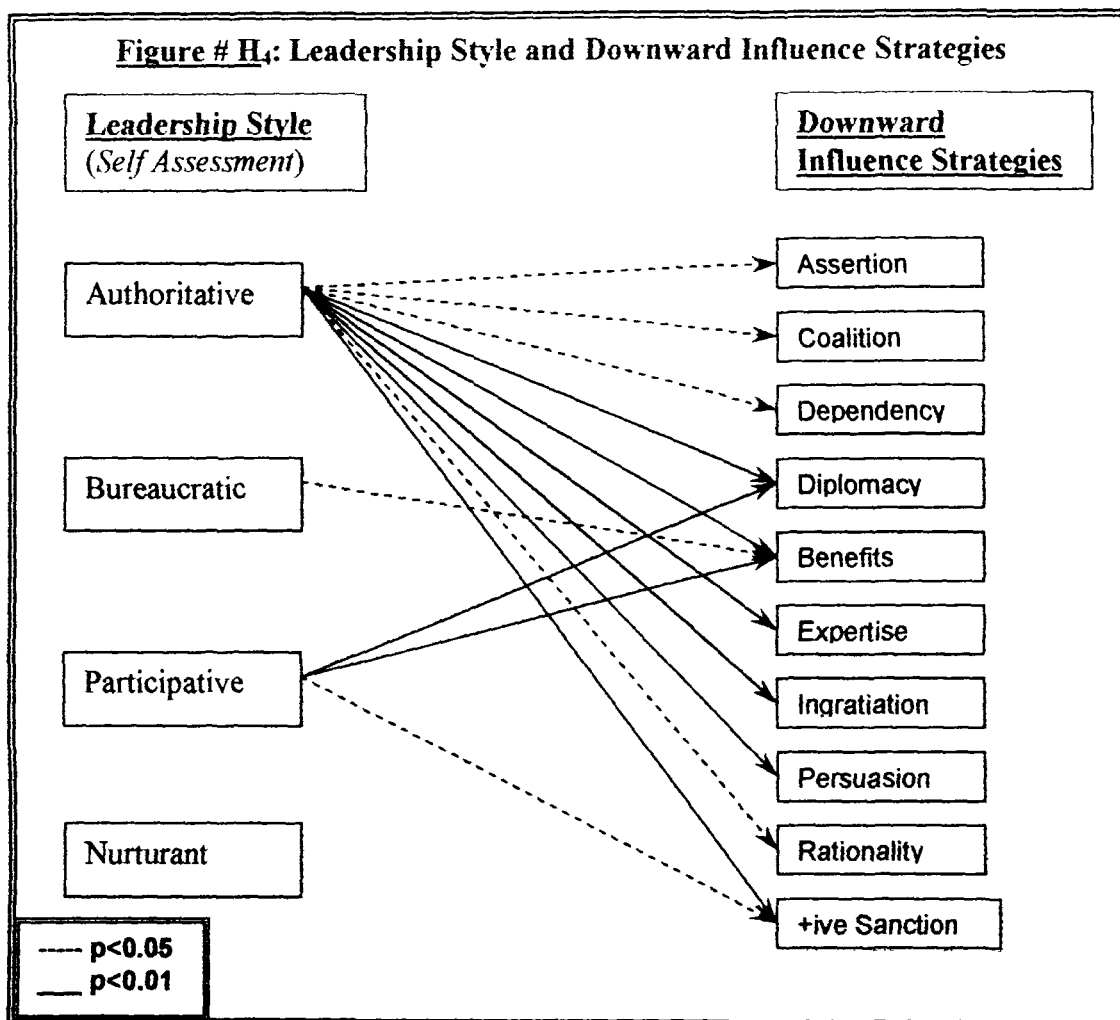 Figure # H₄: Leadership Style and Downward Influence Strategies
Leadership Style
(Self Assessment)
Downward
Influence Strategies
Authoritative
Bureaucratic
Participative
Nurturant
Assertion
Coalition
Dependency
Diplomacy
Benefits
Expertise
Ingratiation
Persuasion
Rationality
+ive Sanction
---- p<0.05
___ p<0.01